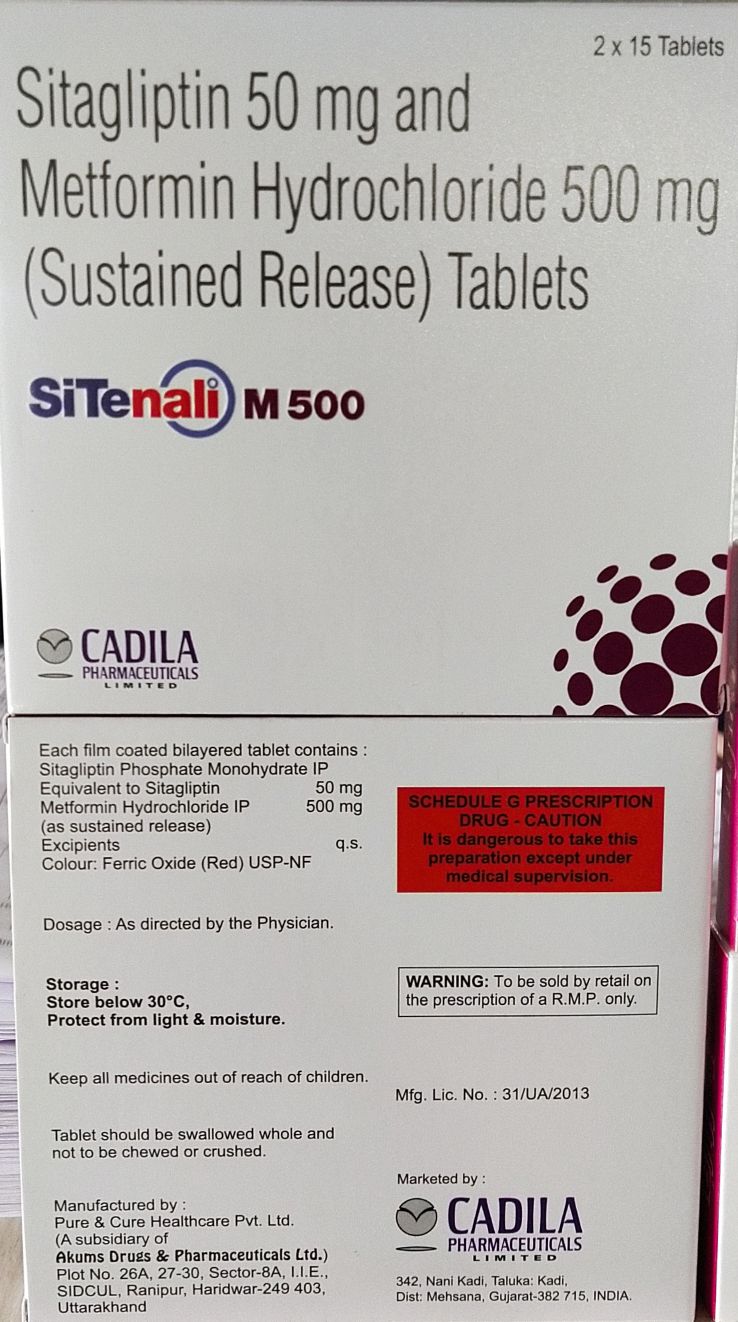 2 x 15 Tablets
Sitagliptin 50 mg and
Metformin Hydrochloride 500 mg
(Sustained Release) Tablets
SiTenali M 500
CADILA
PHARMACEUTICALS
LIMITED
Each film coated bilayered tablet contains :
Sitagliptin Phosphate Monohydrate IP
Equivalent to Sitagliptin 50 mg
Metformin Hydrochloride IP 500 mg
(as sustained release)
Excipients q.s.
Colour: Ferric Oxide (Red) USP-NF
Dosage : As directed by the Physician.
Storage :
Store below 30°C,
Protect from light & moisture.
Keep all medicines out of reach of children.
Tablet should be swallowed whole and
not to be chewed or crushed.
Manufactured by :
Pure & Cure Healthcare Pvt. Ltd.
(A subsidiary of
Akums Drugs & Pharmaceuticals Ltd.)
Plot No. 26A, 27-30, Sector-8A, I.I.E.,
SIDCUL, Ranipur, Haridwar-249 403,
Uttarakhand
SCHEDULE G PRESCRIPTION
DRUG - CAUTION
It is dangerous to take this
preparation except under
medical supervision.
WARNING: To be sold by retail on
the prescription of a R.M.P. only.
Mfg. Lic. No. : 31/UA/2013
Marketed by :
CADILA
PHARMACEUTICALS
LIMITED
342, Nani Kadi, Taluka: Kadi,
Dist: Mehsana, Gujarat-382 715, INDIA.